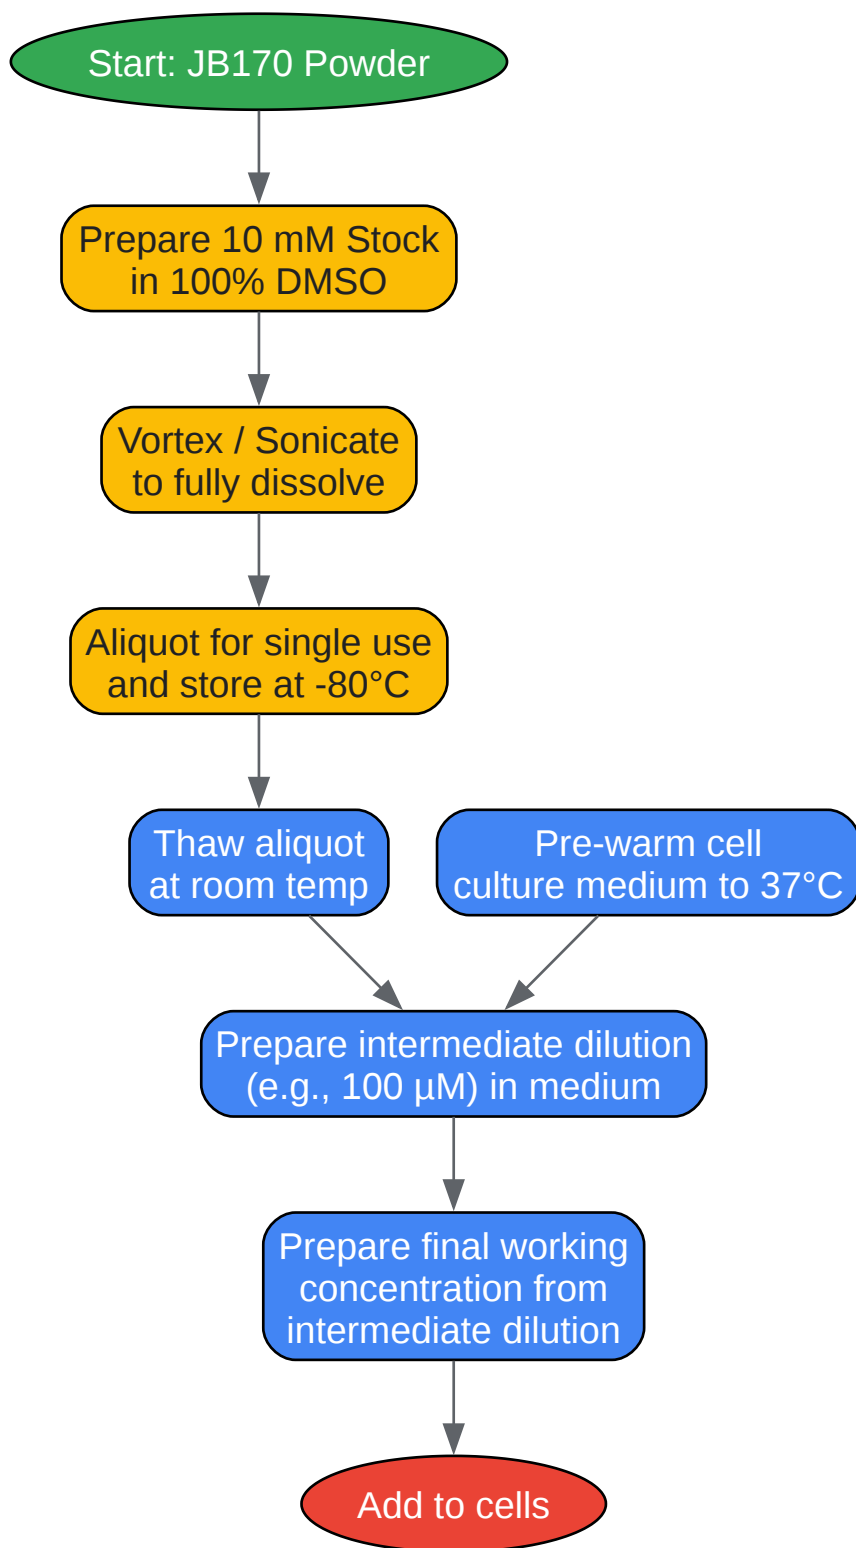 Start: JB170 Powder
Prepare 10 mM Stock
in 100% DMSO
Vortex / Sonicate
to fully dissolve
Aliquot for single use
and store at -80°C
Thaw aliquot
at room temp
Pre-warm cell
culture medium to 37°C
Prepare intermediate dilution
(e.g., 100 µM) in medium
Prepare final working
concentration from
intermediate dilution
Add to cells